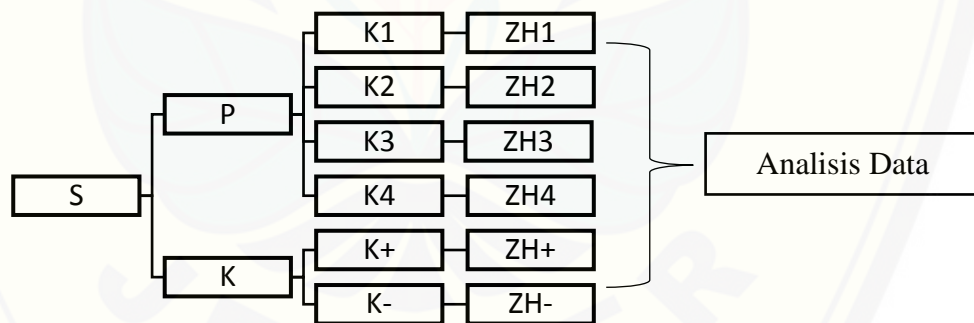 K1 ZH1
K2 ZH2
P
K3 ZH3
Analisis Data
S
K4 ZH4
K+ ZH+
K
K- ZH-